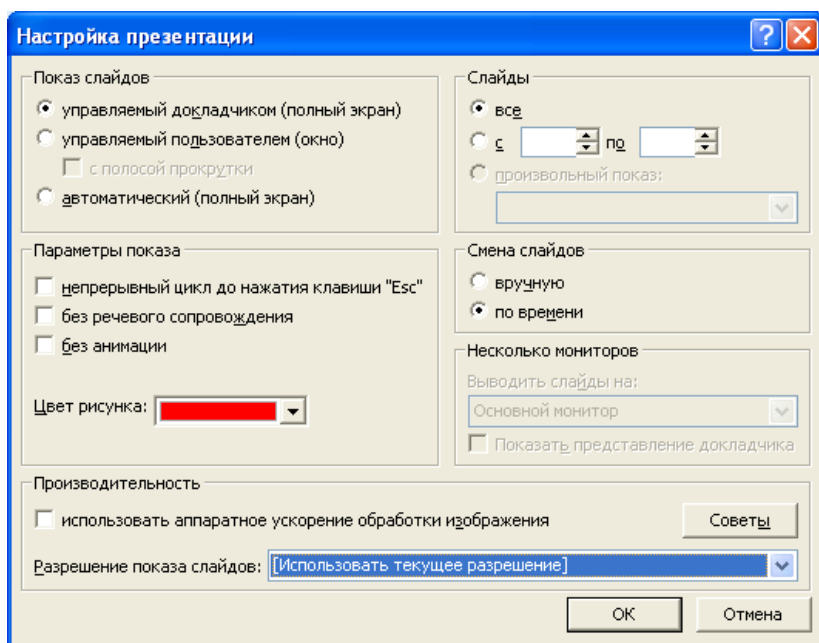 Настройка презентации
Показ слайдов
управляемый докладчиком (полный экран)
управляемый пользователем (окно)
с полосой прокрутки
автоматический (полный экран)
Слайды
все
с по
произвольный показ:
Параметры показа
непрерывный цикл до нажатия клавиши "Esc"
без речевого сопровождения
без анимации
Цвет рисунка:
Смена слайдов
вручную
по времени
Несколько мониторов
Выводить слайды на:
Основной монитор
Показать представление докладчика
Производительность
использовать аппаратное ускорение обработки изображения
Советы
Разрешение показа слайдов: [Использовать текущее разрешение]
ОК Отмена